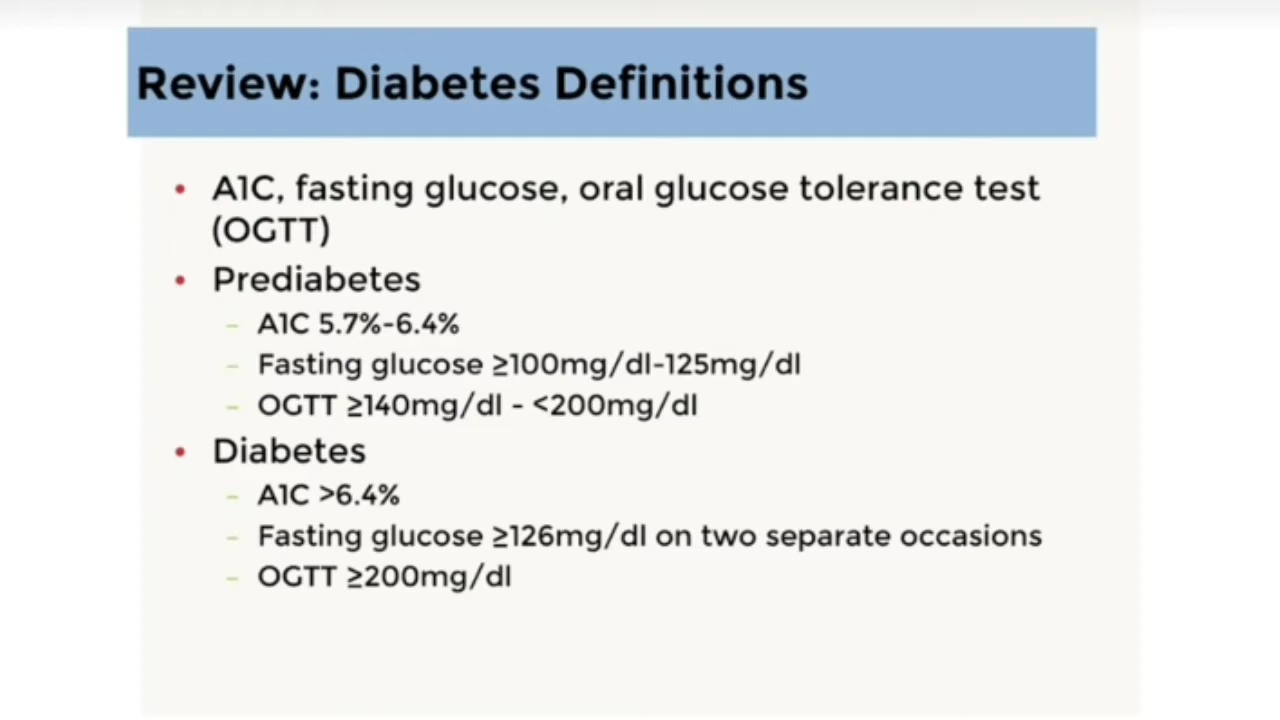 Review: Diabetes Definitions
• A1C, fasting glucose, oral glucose tolerance test
(OGTT)
• Prediabetes
– A1C 5.7%-6.4%
– Fasting glucose ≥100mg/dl-125mg/dl
– OGTT ≥140mg/dl - <200mg/dl
• Diabetes
– A1C >6.4%
– Fasting glucose ≥126mg/dl on two separate occasions
– OGTT ≥200mg/dl